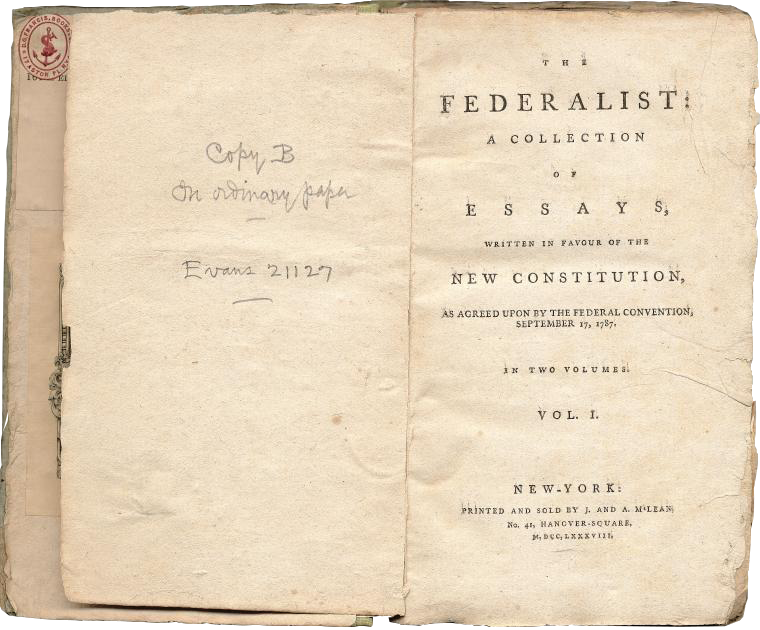 Copy B
On ordinary paper
Evans 21127
THE
FEDERALIST:
A COLLECTION
OF
ESSAYS,
WRITTEN IN FAVOUR OF THE
NEW CONSTITUTION,
AS AGREED UPON BY THE FEDERAL CONVENTION,
SEPTEMBER 17, 1787.
IN TWO VOLUMES.
VOL. I.
NEW-YORK:
PRINTED AND SOLD BY J. AND A. M‘LEAN,
No. 41, HANOVER-SQUARE,
M,DCC,LXXXVIII.